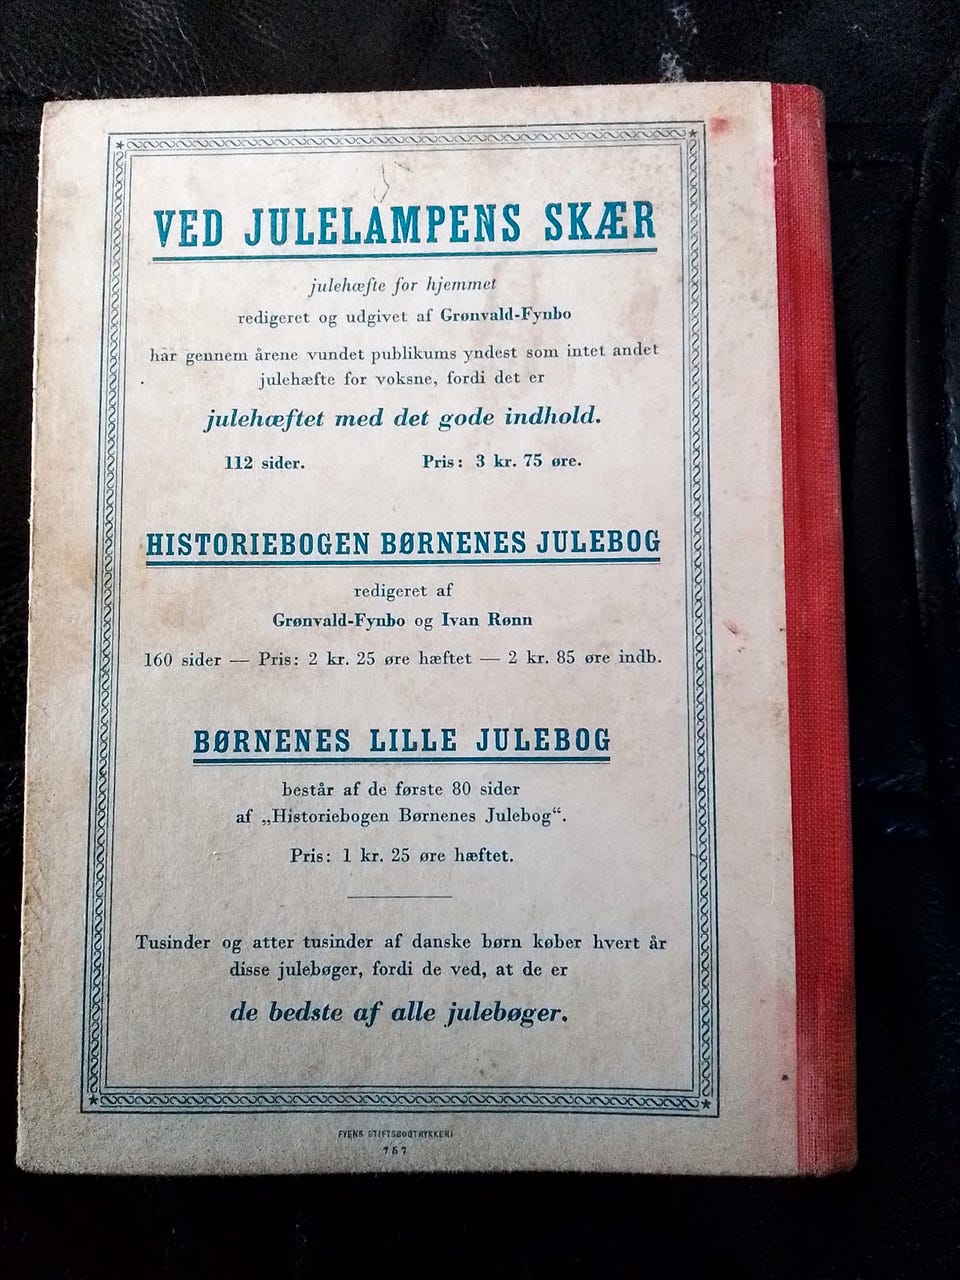 VED JULELAMPENS SKÆR
julehæfte for hjemmet
redigeret og udgivet af Grønvald-Fynbo
har gennem årene vundet publikums yndest som intet andet
julehæfte for voksne, fordi det er
julehæftet med det gode indhold.
112 sider. Pris: 3 kr. 75 øre.
HISTORIEBOGEN BØRNENES JULEBOG
redigeret af
Grønvald-Fynbo og Ivan Rønn
160 sider — Pris: 2 kr. 25 øre hæftet — 2 kr. 85 øre indb.
BØRNENES LILLE JULEBOG
består af de første 80 sider
af „Historiebogen Børnenes Julebog“.
Pris: 1 kr. 25 øre hæftet.
Tusinder og atter tusinder af danske børn køber hvert år
disse julebøger, fordi de ved, at de er
de bedste af alle julebøger.
FYENS STIFTSBOGTRYKKERI
757